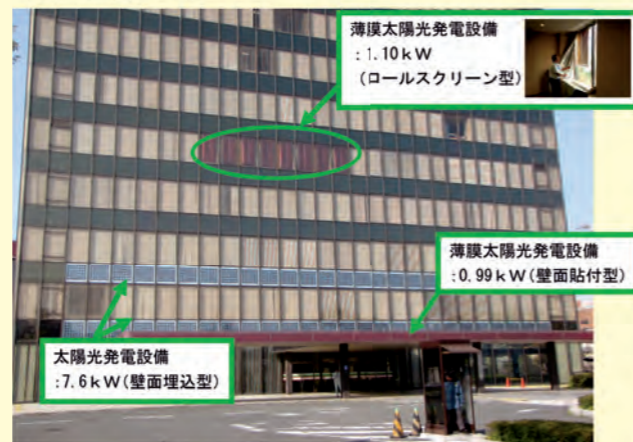 薄膜太陽光発電設備
：1.10ｋＷ
（ロールスクリーン型）
薄膜太陽光発電設備
：0.99ｋＷ（壁面貼付型）
太陽光発電設備
：7.6ｋＷ（壁面埋込型）